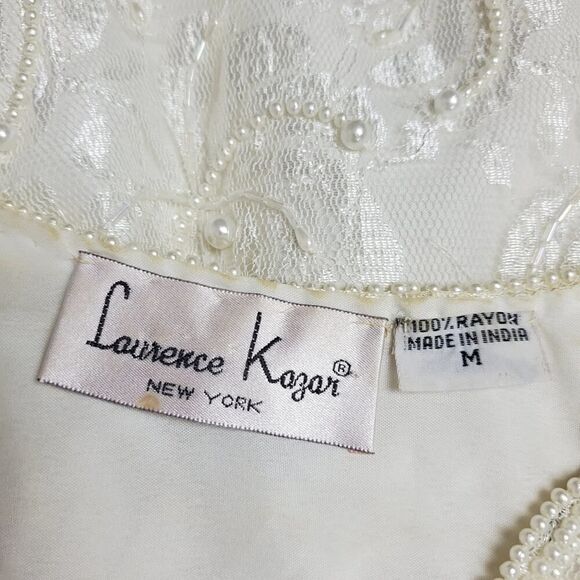 Laurence Kazar®
NEW YORK
100% RAYON
MADE IN INDIA
M